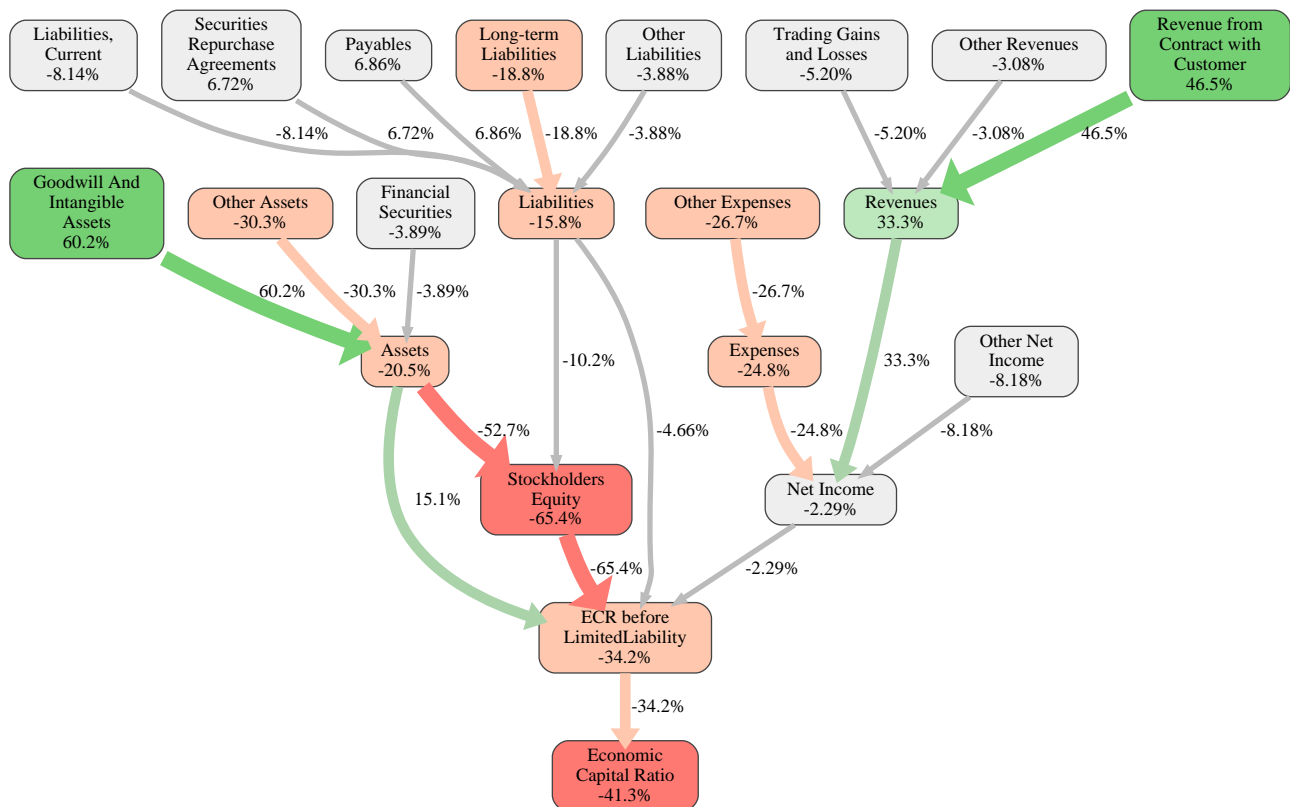 Liabilities,
Current
-8.14%
Securities
Repurchase
Agreements
6.72%
Payables
6.86%
Long-term
Liabilities
-18.8%
Other
Liabilities
-3.88%
Trading Gains
and Losses
-5.20%
Other Revenues
-3.08%
Revenue from
Contract with
Customer
46.5%
-8.14%
6.72%
6.86%
-18.8%
-3.88%
-5.20%
-3.08%
46.5%
Goodwill And
Intangible
Assets
60.2%
Other Assets
-30.3%
Financial
Securities
-3.89%
Liabilities
-15.8%
Other Expenses
-26.7%
Revenues
33.3%
60.2%
-30.3%
-3.89%
-26.7%
Assets
-20.5%
-10.2%
Expenses
-24.8%
33.3%
Other Net
Income
-8.18%
-52.7%
-4.66%
-24.8%
-8.18%
15.1%
Stockholders
Equity
-65.4%
Net Income
-2.29%
-65.4%
-2.29%
ECR before
LimitedLiability
-34.2%
-34.2%
Economic
Capital Ratio
-41.3%